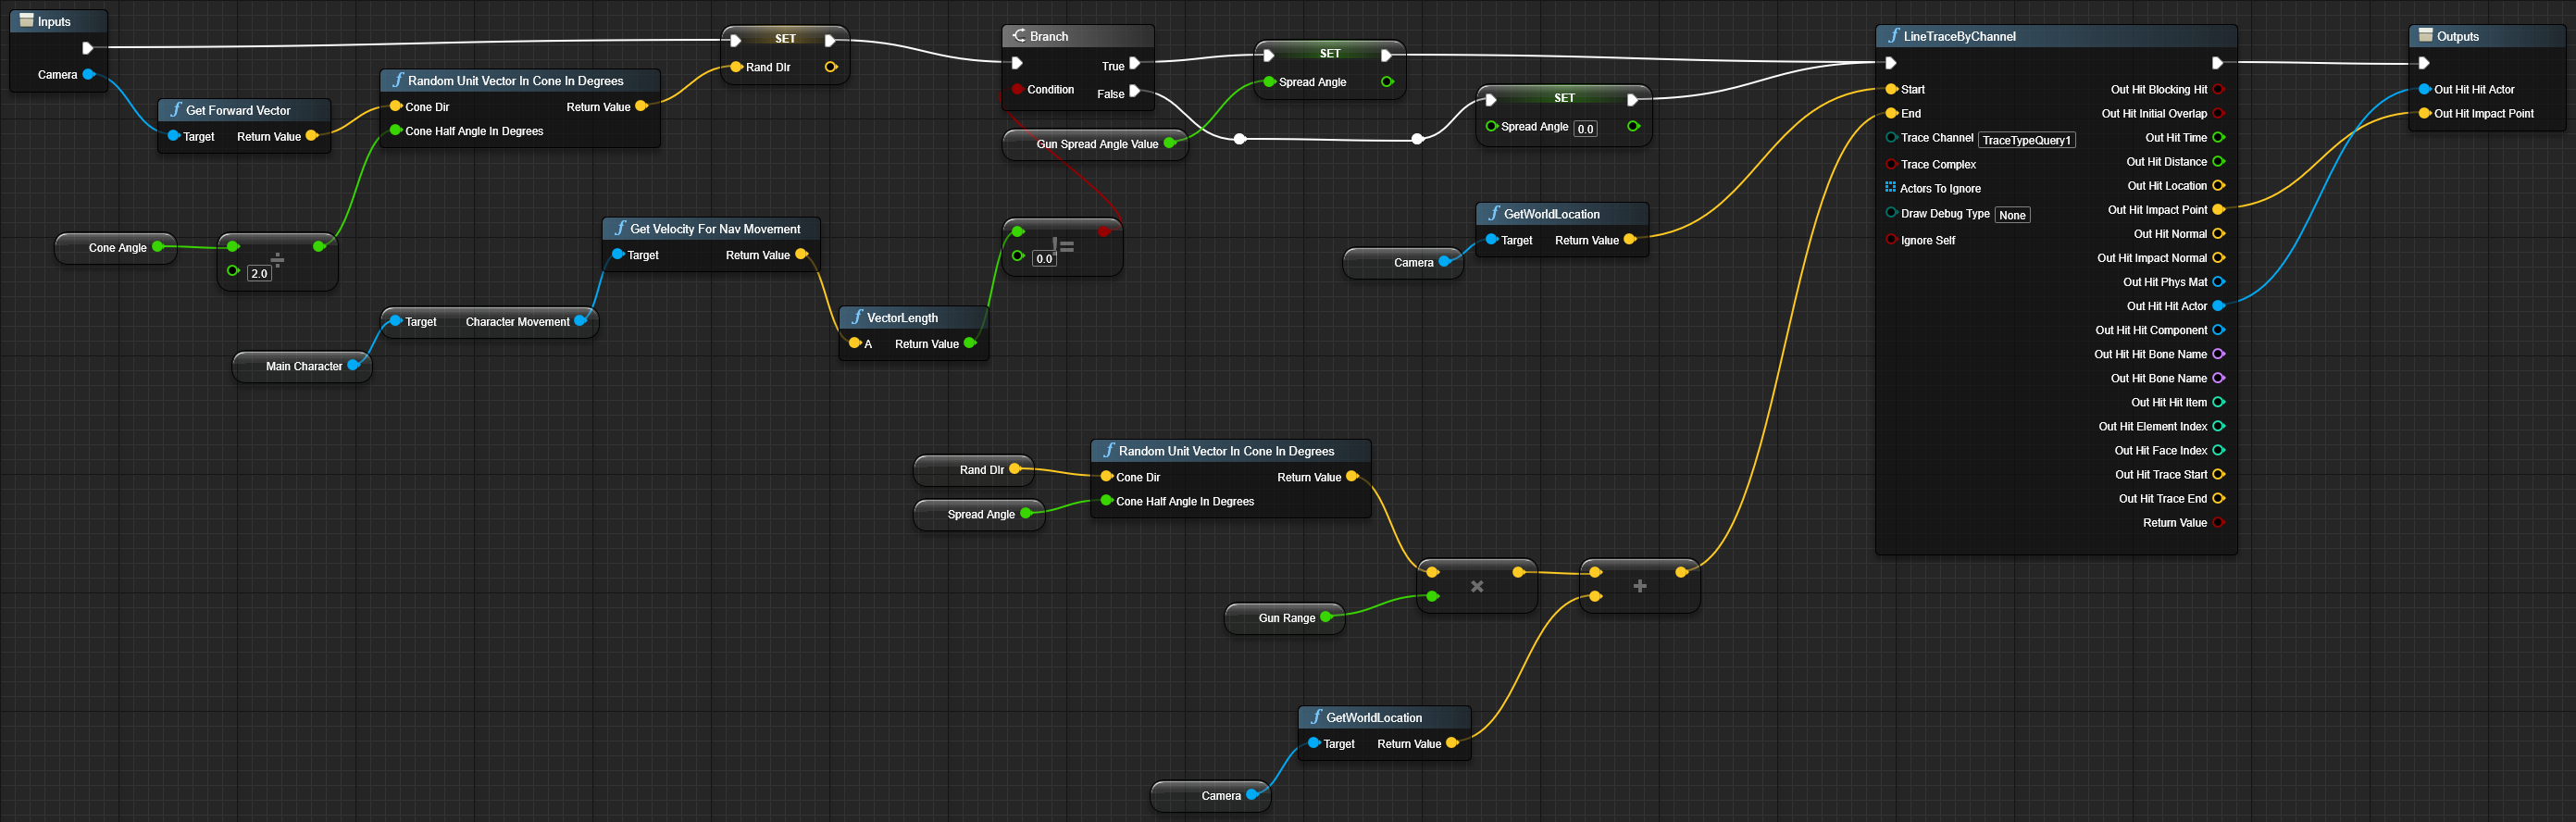 Inputs
Camera
Get Forward Vector
Target Return Value
Random Unit Vector In Cone In Degrees
Cone Dir Return Value
Cone Half Angle In Degrees
SET
Rand DIr
Cone Angle
2.0
÷
Main Character
Target Character Movement
Get Velocity For Nav Movement
Target Return Value
VectorLength
A Return Value
0.0
!=
Branch
True
Condition
False
Gun Spread Angle Value
SET
Spread Angle
SET
Spread Angle 0.0
Camera
GetWorldLocation
Target Return Value
Rand DIr
Spread Angle
Random Unit Vector In Cone In Degrees
Cone Dir Return Value
Cone Half Angle In Degrees
Gun Range
×
+
Camera
GetWorldLocation
Target Return Value
LineTraceByChannel
Start
End
Trace Channel TraceTypeQuery1
Trace Complex
Actors To Ignore
Draw Debug Type None
Ignore Self
Out Hit Blocking Hit
Out Hit Initial Overlap
Out Hit Time
Out Hit Distance
Out Hit Location
Out Hit Impact Point
Out Hit Normal
Out Hit Impact Normal
Out Hit Phys Mat
Out Hit Hit Actor
Out Hit Hit Component
Out Hit Hit Bone Name
Out Hit Bone Name
Out Hit Hit Item
Out Hit Element Index
Out Hit Face Index
Out Hit Trace Start
Out Hit Trace End
Return Value
Outputs
Out Hit Hit Actor
Out Hit Impact Point